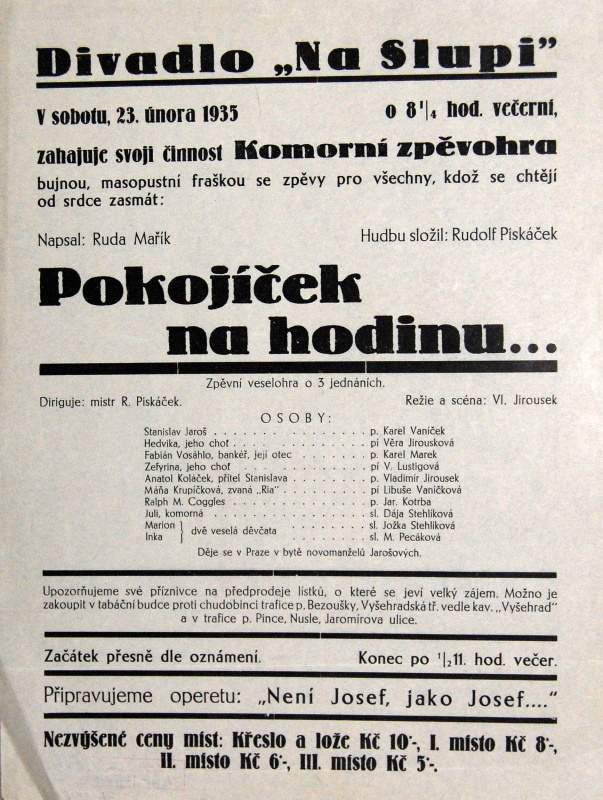 Divadlo „Na Slupi”
V sobotu, 23. února 1935 o 8¼ hod. večerní,
zahajuje svoji činnost Komorní zpěvohra
bujnou, masopustní fraškou se zpěvy pro všechny, kdož se chtějí
od srdce zasmát:
Napsal: Ruda Mařík Hudbu složil: Rudolf Piskáček
Pokojíček
na hodinu...
Zpěvní veselohra o 3 jednáních.
Diriguje: mistr R. Piskáček. Režie a scéna: Vl. Jirousek
OSOBY:
Stanislav Jaroš . . . . . . . . . . . . . . . p. Karel Vaníček
Hedvika, jeho choť . . . . . . . . . . . . pí Věra Jirousková
Fabián Vosáhlo, bankéř, její otec . . . . . . . p. Karel Marek
Zefyrina, jeho choť . . . . . . . . . . . . pí V. Lustigová
Anatol Koláček, přítel Stanislava . . . . . . . . p. Vladimír Jirousek
Máňa Krupičková, zvaná „Ria” . . . . . . . . pí Libuše Vaníčková
Ralph M. Coggles . . . . . . . . . . . . . p. Jar. Kotrba
Juli, komorná . . . . . . . . . . . . . . . sl. Dája Stehlíková
Marion } dvě veselá děvčata . . . . . . . . sl. Jožka Stehlíková
Inka } . . . . . . . . sl. M. Pecáková
Děje se v Praze v bytě novomanželů Jarošových.
Upozorňujeme své příznivce na předprodeje lístků, o které se jeví velký zájem. Možno je
zakoupit v tabáční budce proti chudobinci trafice p. Bezoušky, Vyšehradská tř. vedle kav. „Vyšehrad”
a v trafice p. Pince, Nusle, Jaromírova ulice.
Začátek přesně dle oznámení. Konec po ½11. hod. večer.
Připravujeme operetu: „Není Josef, jako Josef....“
Nezvýšené ceny míst: Křeslo a lože Kč 10·-, I. místo Kč 8·-,
II. místo Kč 6·-, III. místo Kč 5·-.